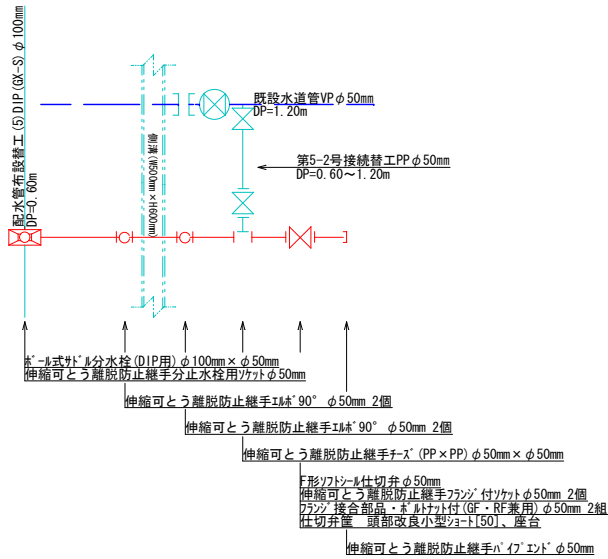 配水管布設替工(5)DIP(GX-S)φ100mm
DP=0.60m
側溝(W500mm×H600mm)
既設水道管VPφ50mm
DP=1.20m
第5-2号接続替工PPφ50mm
DP=0.60～1.20m
ﾎﾞｰﾙ式ｻﾄﾞﾙ分水栓(DIP用)φ100mm×φ50mm
伸縮可とう離脱防止継手分止水栓用ｿｹｯﾄφ50mm
伸縮可とう離脱防止継手ｴﾙﾎﾞ90° φ50mm 2個
伸縮可とう離脱防止継手ｴﾙﾎﾞ90° φ50mm 2個
伸縮可とう離脱防止継手ﾁｰｽﾞ(PP×PP)φ50mm×φ50mm
F形ｿﾌﾄｼｰﾙ仕切弁φ50mm
伸縮可とう離脱防止継手ﾌﾗﾝｼﾞ付ｿｹｯﾄφ50mm 2個
ﾌﾗﾝｼﾞ接合部品・ﾎﾞﾙﾄﾅｯﾄ付(GF・RF兼用)φ50mm 2組
仕切弁筐 頭部改良小型ｼｮｰﾄ[50]、座台
伸縮可とう離脱防止継手ﾊﾟｲﾌﾟｴﾝﾄﾞφ50mm